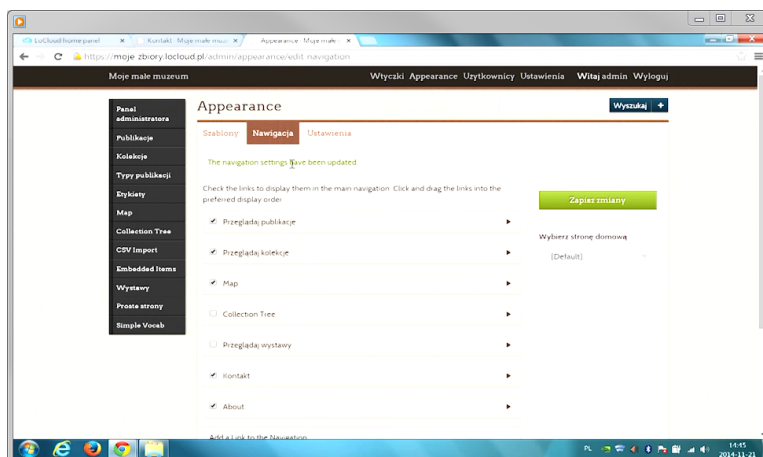 LoCloud home panel
Kontakt · Moje małe muze
Appearance · Moje małe
https://moje-zbiory.locloud.pl/admin/appearance/edit-navigation
Moje małe muzeum
Wtyczki Appearance Użytkownicy Ustawienia Witaj admin Wyloguj
Panel administratora
Publikacje
Kolekcje
Typy publikacji
Etykiety
Map
Collection Tree
CSV Import
Embedded Items
Wystawy
Proste strony
Simple Vocab
Appearance
Wyszukaj +
Szablony Nawigacja Ustawienia
The navigation settings have been updated
Check the links to display them in the main navigation. Click and drag the links into the
preferred display order
Przeglądaj publikacje
Przeglądaj kolekcje
Map
Collection Tree
Przeglądaj wystawy
Kontakt
About
Add a Link to the Navigation
Zapisz zmiany
Wybierz stronę domową
[Default]
PL
14:45
2014-11-21